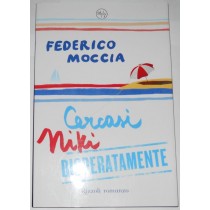 FEDERICO
MOCCIA
Cercasi
Niki
DISPERATAMENTE